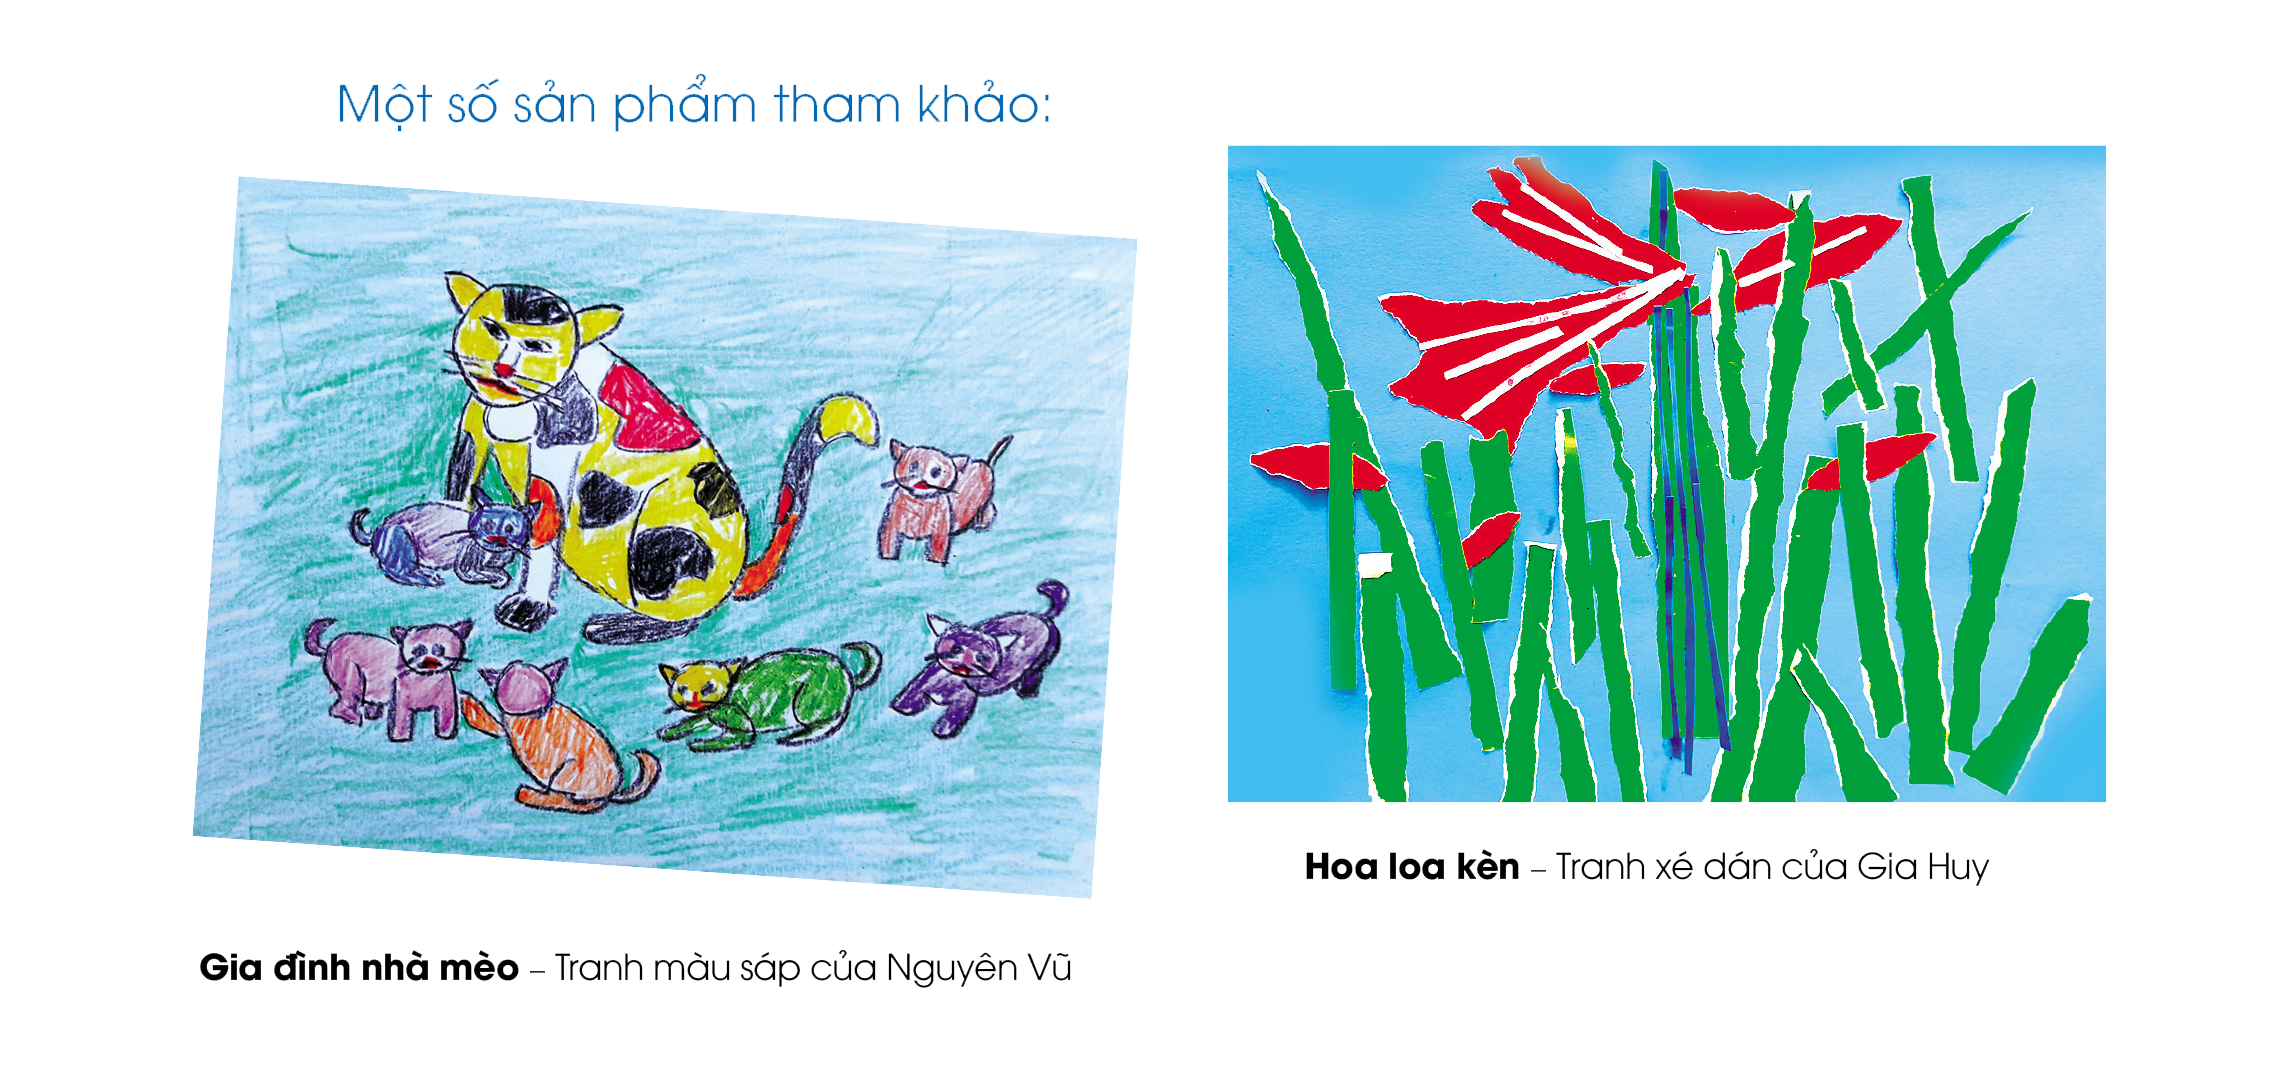 Một số sản phẩm tham khảo:
Hoa loa kèn – Tranh xé dán của Gia Huy
Gia đình nhà mèo – Tranh màu sáp của Nguyên Vũ